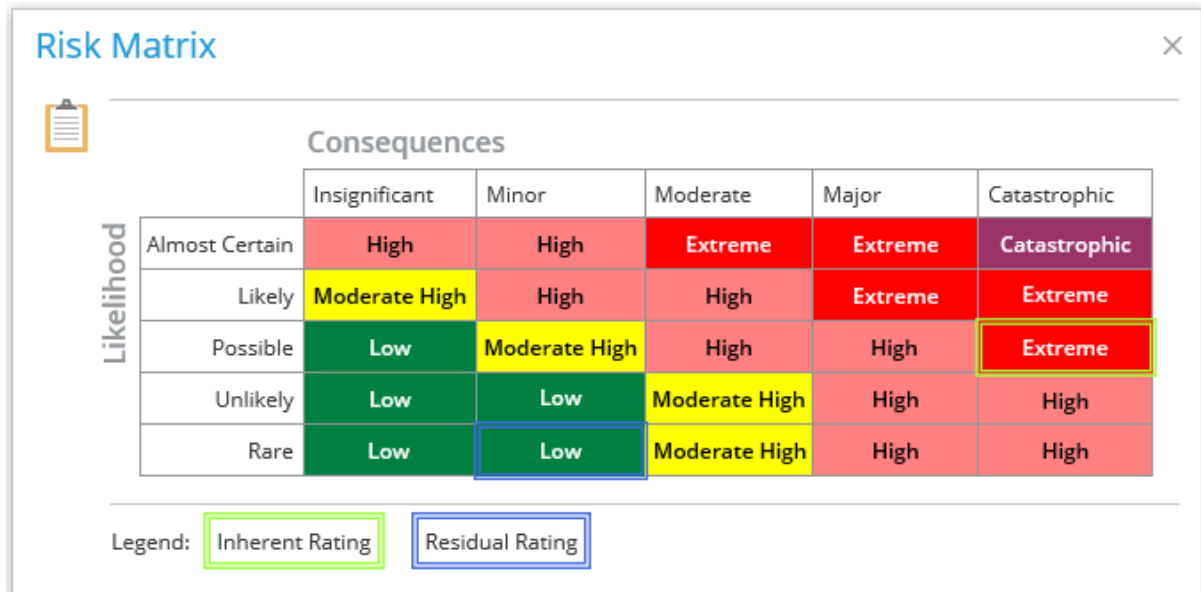 Risk Matrix
Consequences
Insignificant Minor Moderate Major Catastrophic
Likelihood
Almost Certain High High Extreme Extreme Catastrophic
Likely Moderate High High High Extreme Extreme
Possible Low Moderate High High High Extreme
Unlikely Low Low Moderate High High High
Rare Low Low Moderate High High High
Legend: Inherent Rating Residual Rating